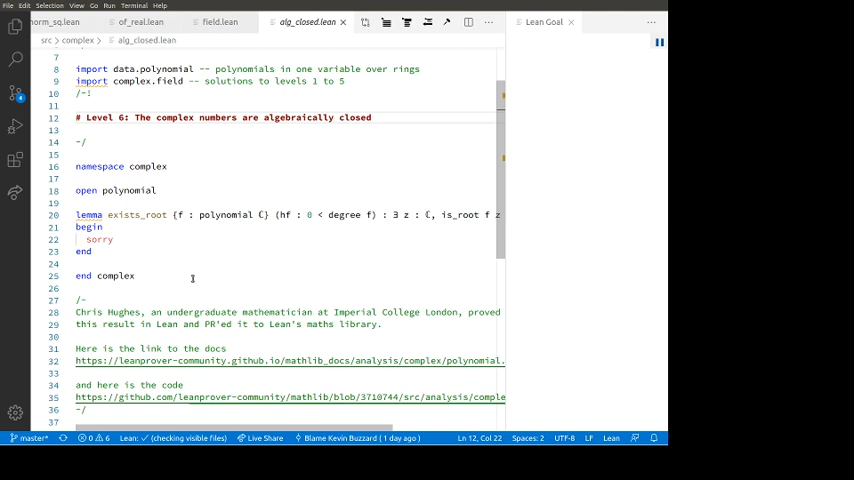 File Edit Selection View Go Run Terminal Help
norm_sq.lean of_real.lean field.lean alg_closed.lean Lean Goal
src complex alg_closed.lean
7
8 import data.polynomial -- polynomials in one variable over rings
9 import complex.field -- solutions to levels 1 to 5
10 /-!
11
12 # Level 6: The complex numbers are algebraically closed
13
14 -/
15
16 namespace complex
17
18 open polynomial
19
20 lemma exists_root {f : polynomial ℂ} (hf : 0 < degree f) : ∃ z : ℂ, is_root f z
21 begin
22 sorry
23 end
24
25 end complex
26
27 /-
28 Chris Hughes, an undergraduate mathematician at Imperial College London, proved
29 this result in Lean and PR'ed it to Lean's maths library.
30
31 Here is the link to the docs
32 https://leanprover-community.github.io/mathlib_docs/analysis/complex/polynomial.
33
34 and here is the code
35 https://github.com/leanprover-community/mathlib/blob/3710744/src/analysis/comple
36 -/
37
master* 0 6 Lean: ✓ (checking visible files) Live Share Blame Kevin Buzzard ( 1 day ago ) Ln 12, Col 22 Spaces: 2 UTF-8 LF Lean